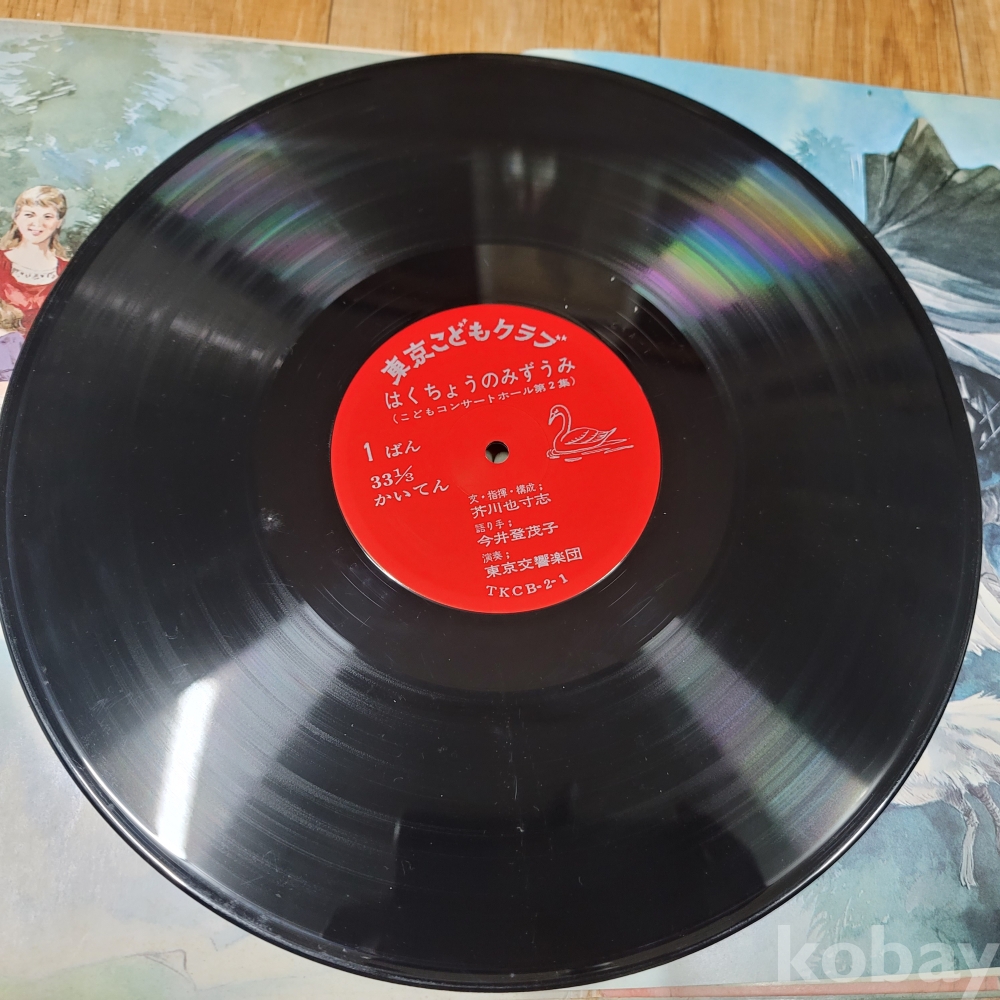 東京こどもクラブ
はくちょうのみずうみ
(こどもコンサートホール第2集)
1 ばん
33⅓
かいてん
文・指揮・構成;
芥川也寸志
語り手;
今井登茂子
演奏;
東京交響楽団
TKCB-2-1
kobay